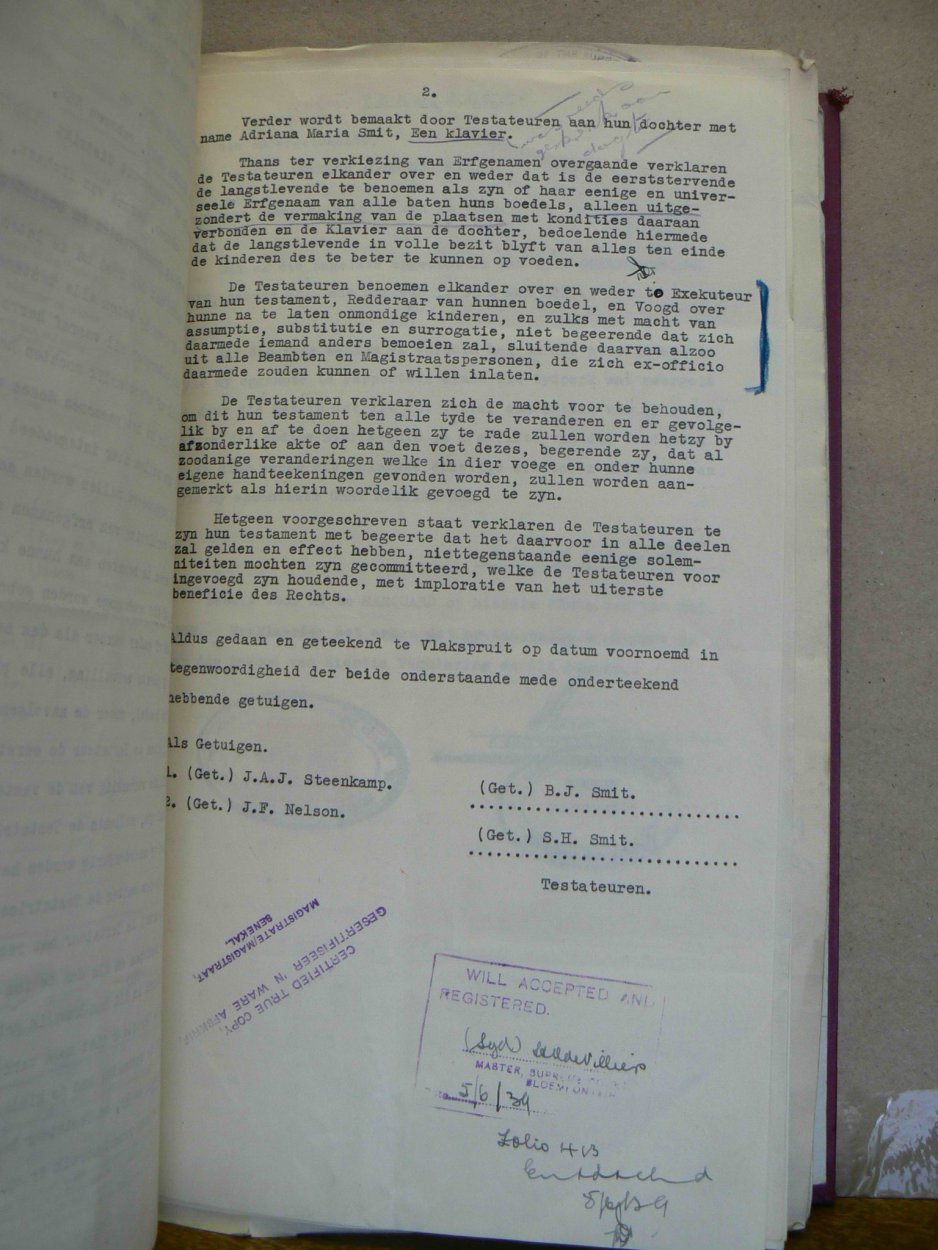 2.
Verder wordt bemaakt door Testateuren aan hun dochter met
name Adriana Maria Smit, Een klavier.
Thans ter verkiezing van Erfgenamen overgaande verklaren
de Testateuren elkander over en weder dat is de eerststervende
de langstlevende te benoemen als zyn of haar eenige en univer-
seele Erfgenaam van alle baten huns boedels, alleen uitge-
zondert de vermaking van de plaatsen met kondities daaraan
verbonden en de Klavier aan de dochter, bedoelende hiermede
dat de langstlevende in volle bezit blyft van alles ten einde
de kinderen des te beter te kunnen op voeden.
De Testateuren benoemen elkander over en weder te Exekuteur
van hun testament, Redderaar van hunnen boedel, en Voogd over
hunne na te laten onmondige kinderen, en zulks met macht van
assumptie, substitutie en surrogatie, niet begeerende dat zich
daarmede iemand anders bemoeien zal, sluitende daarvan alzoo
uit alle Beambten en Magistraatspersonen, die zich ex-officio
daarmede zouden kunnen of willen inlaten.
De Testateuren verklaren zich de macht voor te behouden,
om dit hun testament ten alle tyde te veranderen en er gevolge-
lik by en af te doen hetgeen zy te rade zullen worden hetzy by
afzonderlike akte of aan den voet dezes, begerende zy, dat al
zoodanige veranderingen welke in dier voege en onder hunne
eigene handteekeningen gevonden worden, zullen worden aan-
gemerkt als hierin woordelik gevoegd te zyn.
Hetgeen voorgeschreven staat verklaren de Testateuren te
zyn hun testament met begeerte dat het daarvoor in alle deelen
zal gelden en effect hebben, niettegenstaande eenige solem-
niteiten mochten zyn gecommitteerd, welke de Testateuren voor
ingevoegd zyn houdende, met imploratie van het uiterste
beneficie des Rechts.
Aldus gedaan en geteekend te Vlakspruit op datum voornoemd in
tegenwoordigheid der beide onderstaande mede onderteekend
hebbende getuigen.
Als Getuigen.
1. (Get.) J.A.J. Steenkamp.
2. (Get.) J.F. Nelson.
(Get.) B.J. Smit.
(Get.) S.H. Smit.
Testateuren.
CERTIFIED TRUE COPY.
GESERTIFISEER 'N WARE AFSKRIF.
MAGISTRATE/MAGISTRAAT,
SENEKAL.
WILL ACCEPTED AND
REGISTERED.
(Sgd) de Villiers
MASTER, SUPREME COURT
BLOEMFONTEIN
5/6/39
Folio 4B
5/6/39